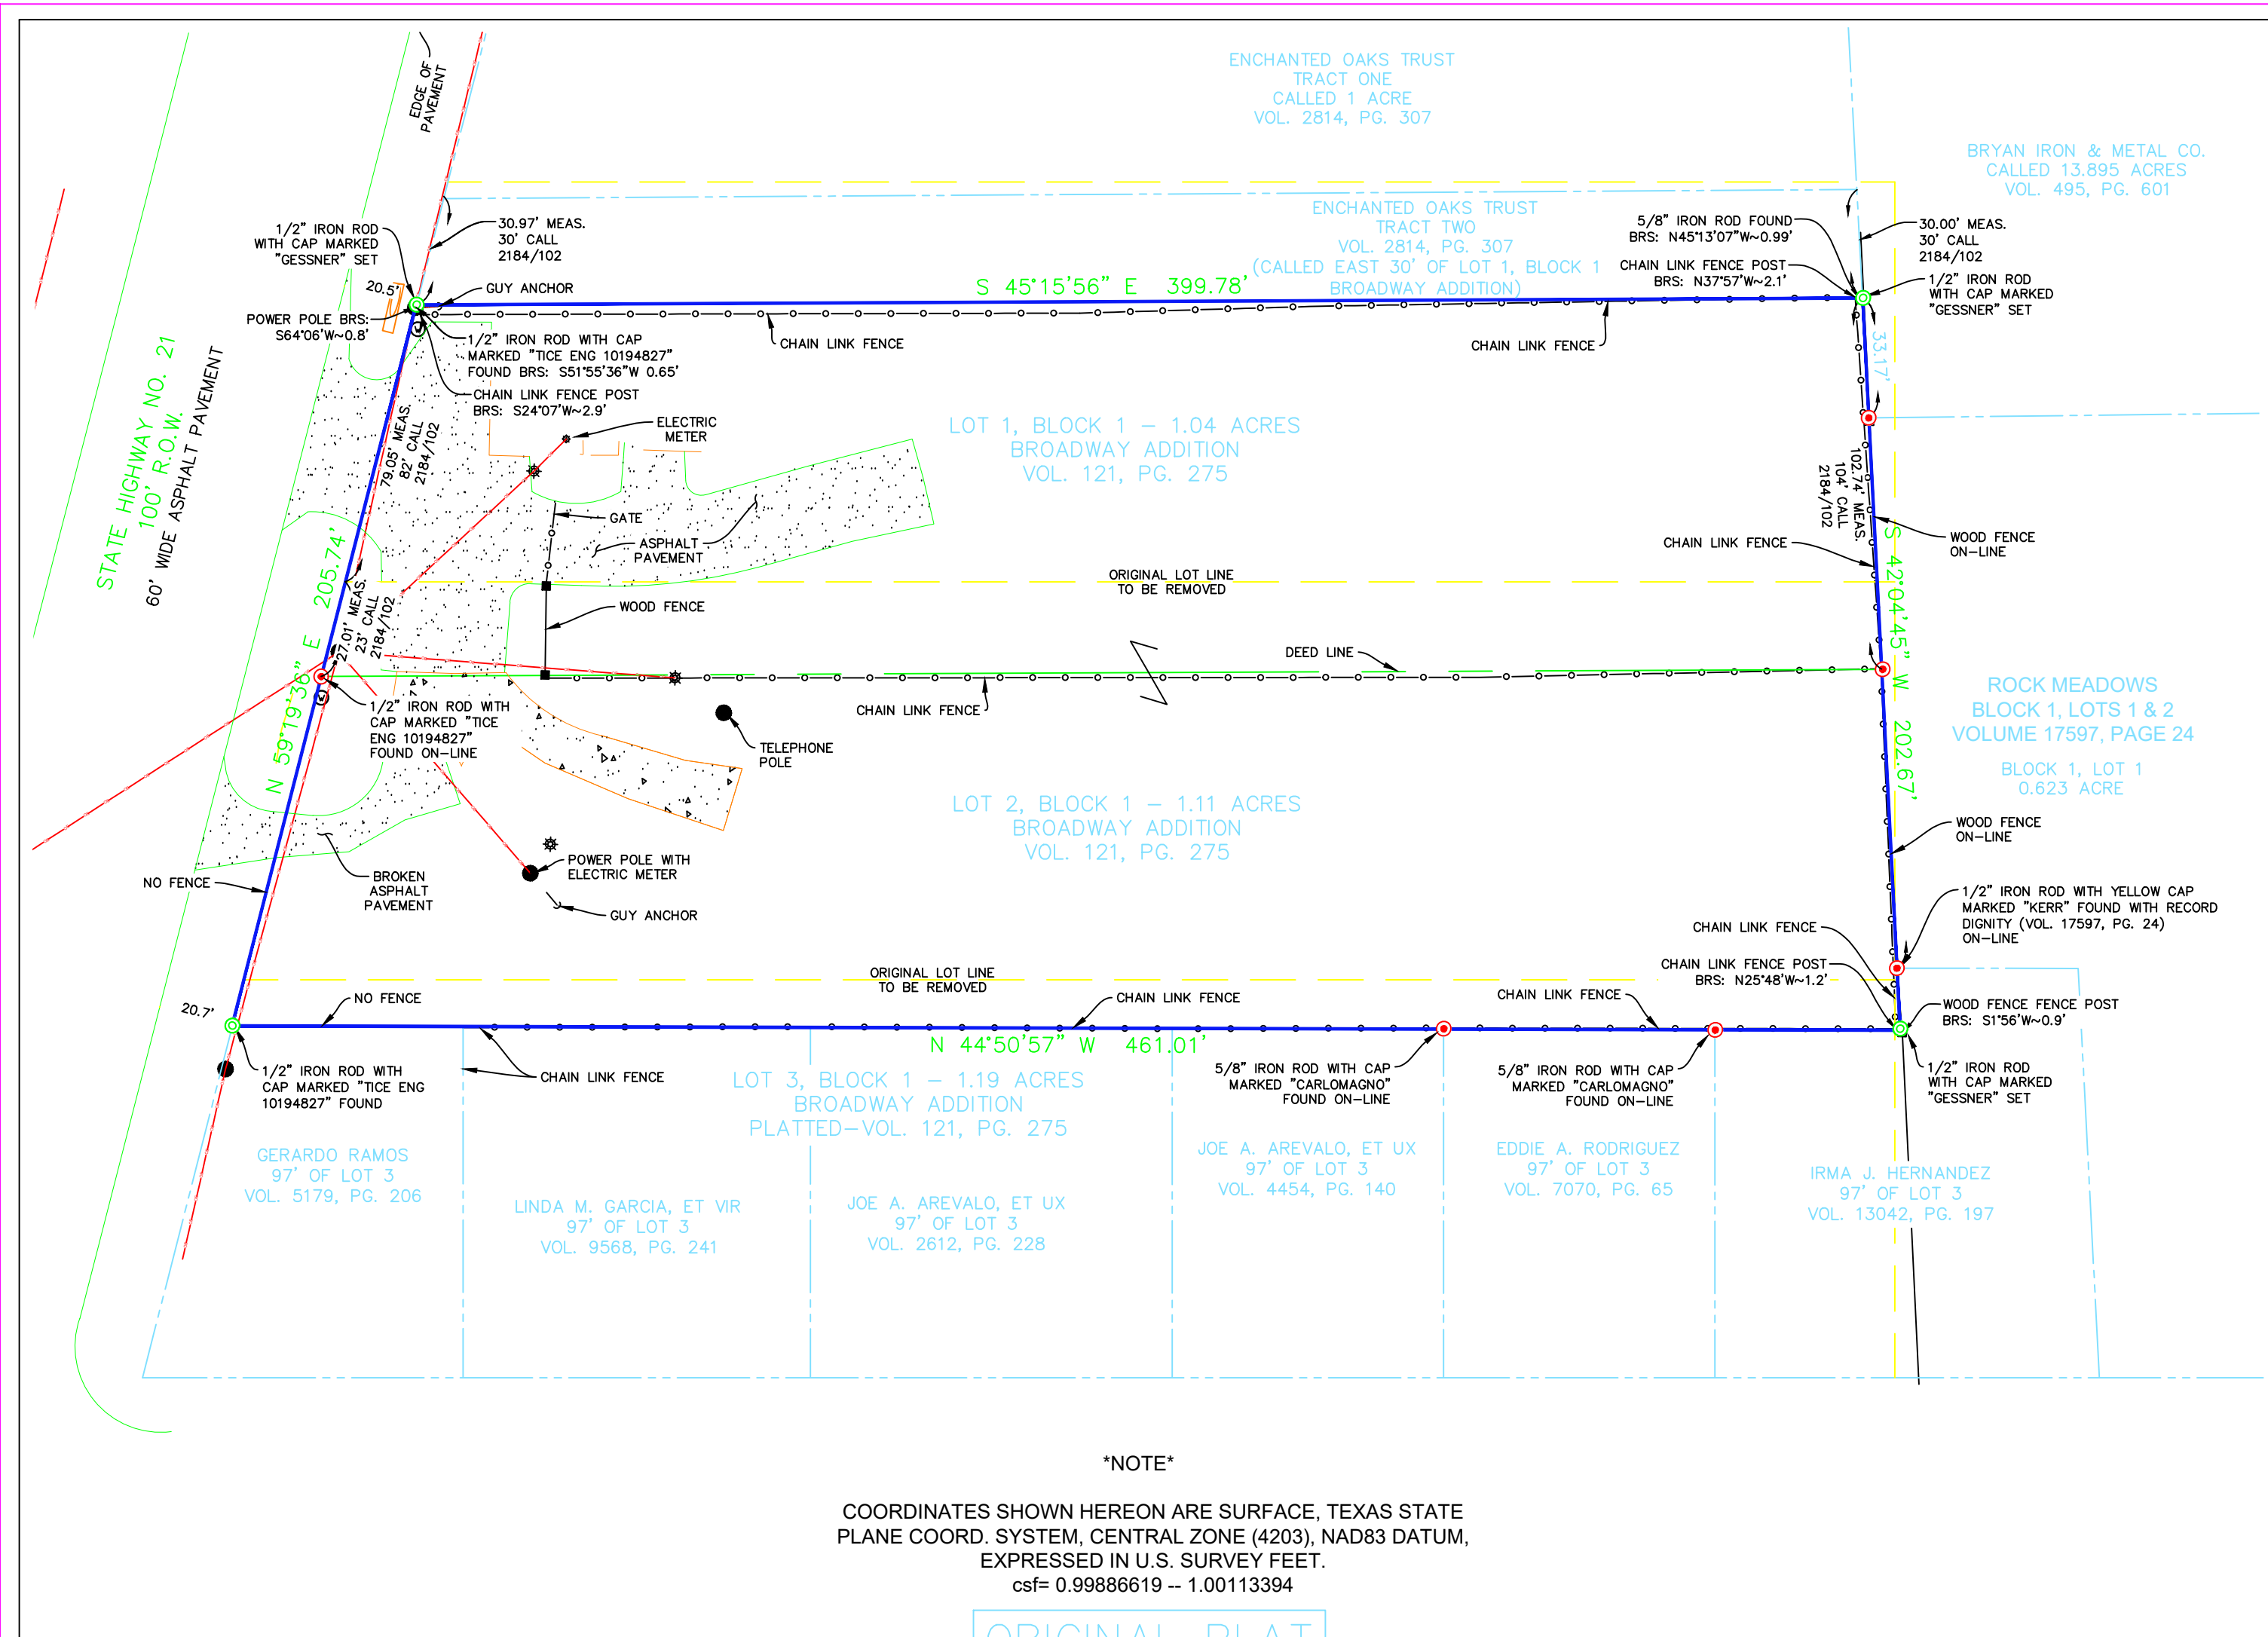 EDGE OF
PAVEMENT
ENCHANTED OAKS TRUST
TRACT ONE
CALLED 1 ACRE
VOL. 2814, PG. 307
BRYAN IRON & METAL CO.
CALLED 13.895 ACRES
VOL. 495, PG. 601
1/2" IRON ROD
WITH CAP MARKED
"GESSNER" SET
30.97' MEAS.
30' CALL
2184/102
ENCHANTED OAKS TRUST
TRACT TWO
VOL. 2814, PG. 307
(CALLED EAST 30' OF LOT 1, BLOCK 1
BROADWAY ADDITION)
5/8" IRON ROD FOUND
BRS: N45°13'07"W~0.99'
CHAIN LINK FENCE POST
BRS: N37°57'W~2.1'
30.00' MEAS.
30' CALL
2184/102
1/2" IRON ROD
WITH CAP MARKED
"GESSNER" SET
20.5'
GUY ANCHOR
S 45°15'56" E 399.78'
POWER POLE BRS:
S64°06'W~0.8'
1/2" IRON ROD WITH CAP
MARKED "TICE ENG 10194827"
FOUND BRS: S51°55'36"W 0.65'
CHAIN LINK FENCE
CHAIN LINK FENCE
33.17'
CHAIN LINK FENCE POST
BRS: S24°07'W~2.9'
STATE HIGHWAY NO. 21
100' R.O.W.
60' WIDE ASPHALT PAVEMENT
79.05' MEAS.
82' CALL
2184/102
ELECTRIC
METER
LOT 1, BLOCK 1 - 1.04 ACRES
BROADWAY ADDITION
VOL. 121, PG. 275
102.74' MEAS.
104' CALL
2184/102
GATE
ASPHALT
PAVEMENT
CHAIN LINK FENCE
WOOD FENCE
ON-LINE
S 42°04'45" W 202.67'
ORIGINAL LOT LINE
TO BE REMOVED
WOOD FENCE
N 59°19'36" E 205.74'
27.01' MEAS.
23' CALL
2184/102
DEED LINE
CHAIN LINK FENCE
1/2" IRON ROD WITH
CAP MARKED "TICE
ENG 10194827"
FOUND ON-LINE
TELEPHONE
POLE
ROCK MEADOWS
BLOCK 1, LOTS 1 & 2
VOLUME 17597, PAGE 24
BLOCK 1, LOT 1
0.623 ACRE
LOT 2, BLOCK 1 - 1.11 ACRES
BROADWAY ADDITION
VOL. 121, PG. 275
WOOD FENCE
ON-LINE
POWER POLE WITH
ELECTRIC METER
NO FENCE
BROKEN
ASPHALT
PAVEMENT
GUY ANCHOR
1/2" IRON ROD WITH YELLOW CAP
MARKED "KERR" FOUND WITH RECORD
DIGNITY (VOL. 17597, PG. 24)
ON-LINE
CHAIN LINK FENCE
CHAIN LINK FENCE POST
BRS: N25°48'W~1.2'
ORIGINAL LOT LINE
TO BE REMOVED
20.7'
NO FENCE
CHAIN LINK FENCE
CHAIN LINK FENCE
WOOD FENCE FENCE POST
BRS: S1°56'W~0.9'
N 44°50'57" W 461.01'
1/2" IRON ROD WITH
CAP MARKED "TICE ENG
10194827" FOUND
CHAIN LINK FENCE
LOT 3, BLOCK 1 - 1.19 ACRES
BROADWAY ADDITION
PLATTED-VOL. 121, PG. 275
5/8" IRON ROD WITH CAP
MARKED "CARLOMAGNO"
FOUND ON-LINE
5/8" IRON ROD WITH CAP
MARKED "CARLOMAGNO"
FOUND ON-LINE
1/2" IRON ROD
WITH CAP MARKED
"GESSNER" SET
GERARDO RAMOS
97' OF LOT 3
VOL. 5179, PG. 206
LINDA M. GARCIA, ET VIR
97' OF LOT 3
VOL. 9568, PG. 241
JOE A. AREVALO, ET UX
97' OF LOT 3
VOL. 2612, PG. 228
JOE A. AREVALO, ET UX
97' OF LOT 3
VOL. 4454, PG. 140
EDDIE A. RODRIGUEZ
97' OF LOT 3
VOL. 7070, PG. 65
IRMA J. HERNANDEZ
97' OF LOT 3
VOL. 13042, PG. 197
*NOTE*
COORDINATES SHOWN HEREON ARE SURFACE, TEXAS STATE
PLANE COORD. SYSTEM, CENTRAL ZONE (4203), NAD83 DATUM,
EXPRESSED IN U.S. SURVEY FEET.
csf= 0.99886619 -- 1.00113394
ORIGINAL PLAT